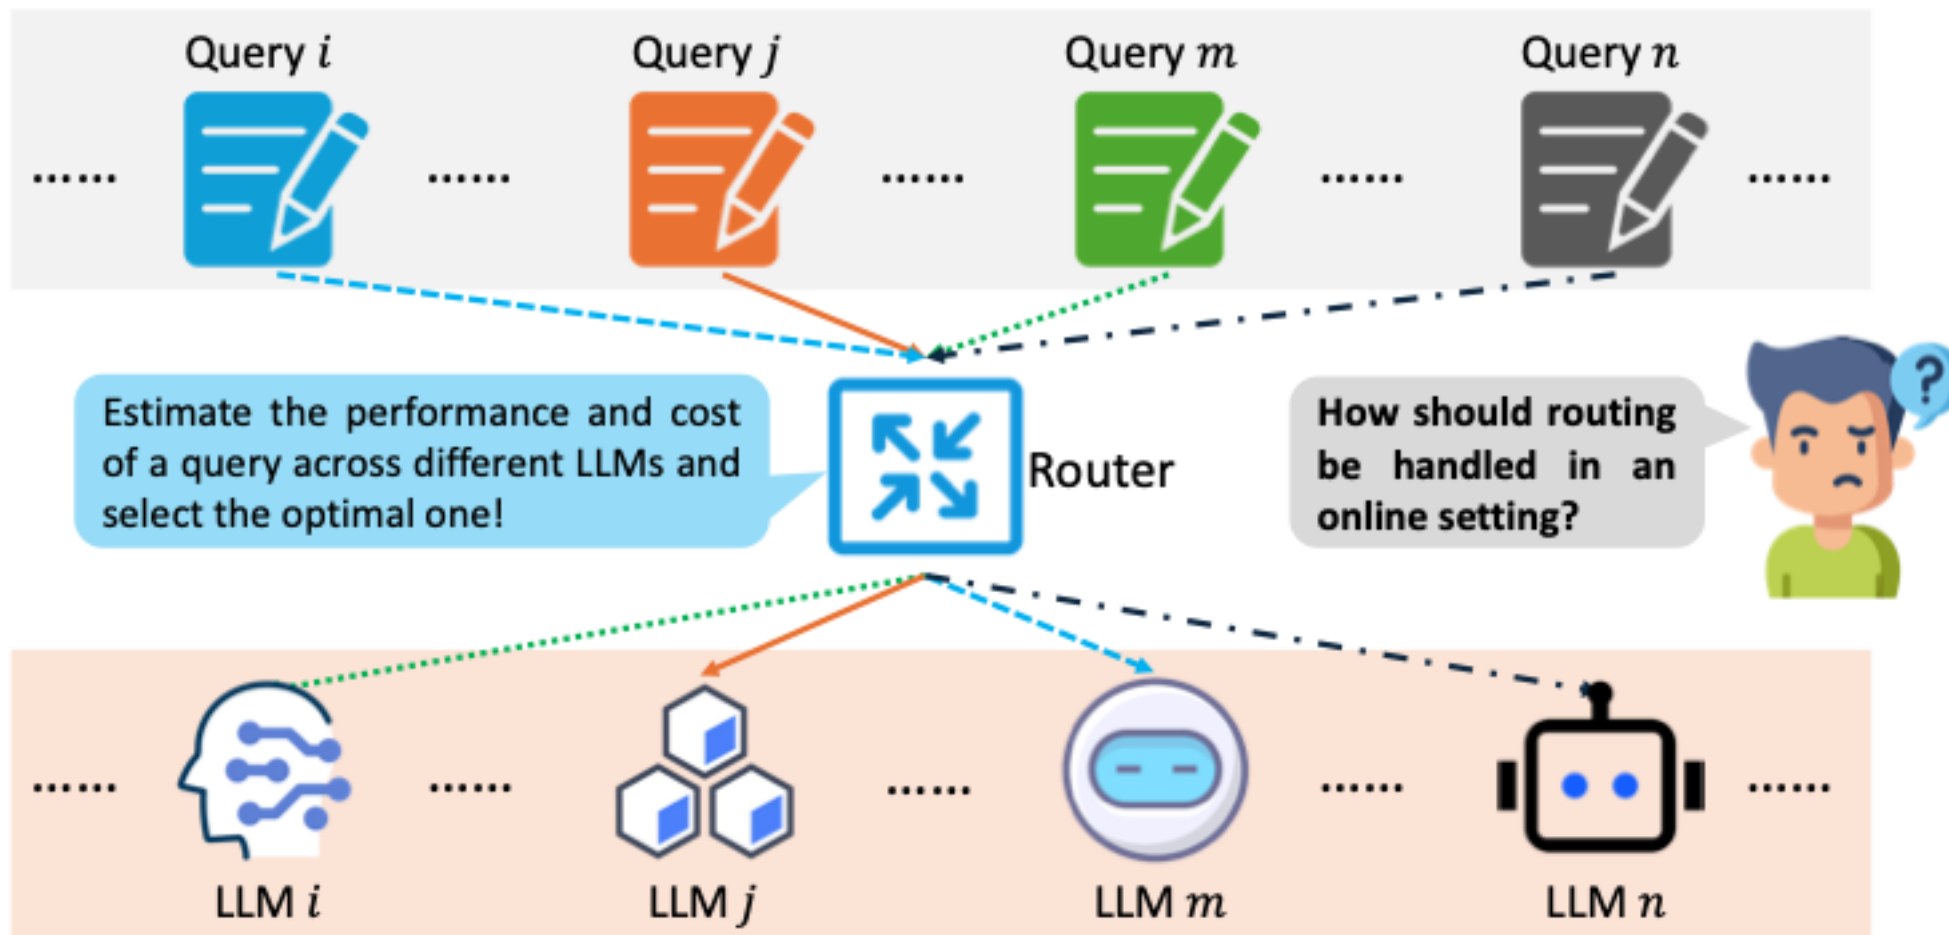 Query i
Query j
Query m
Query n
...... ...... ...... ...... ......
Estimate the performance and cost
of a query across different LLMs and
select the optimal one!
Router
How should routing
be handled in an
online setting?
?
...... ...... ...... ...... ......
LLM i
LLM j
LLM m
LLM n